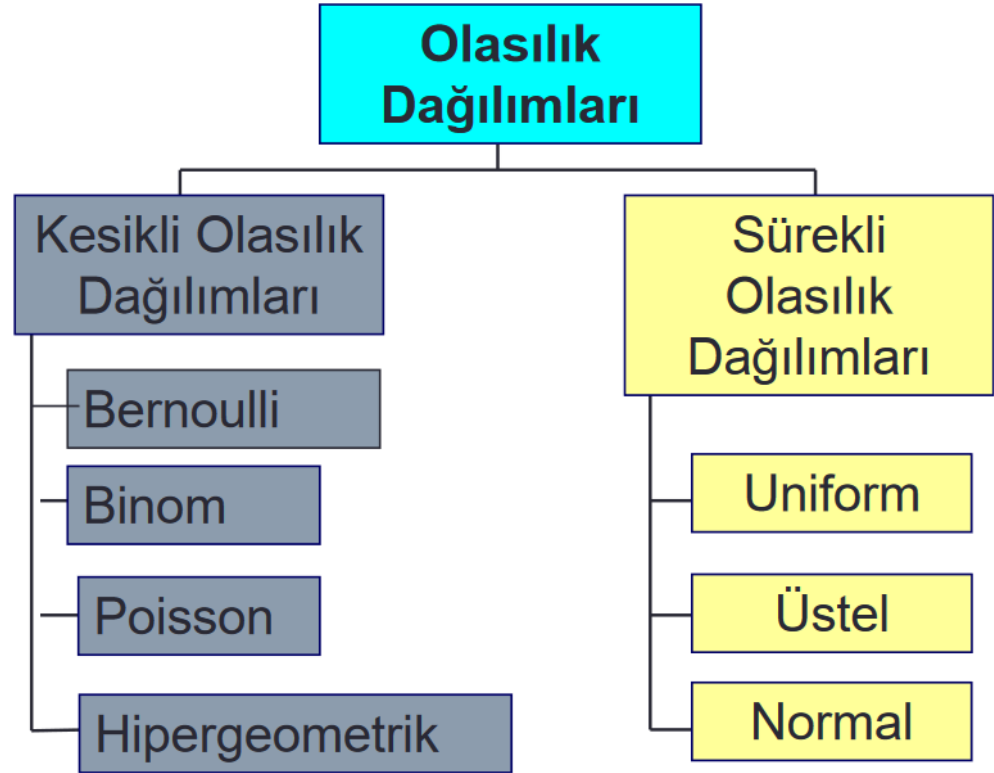 Olasılık
Dağılımları
Kesikli Olasılık
Dağılımları
Bernoulli
Binom
Poisson
Hipergeometrik
Sürekli
Olasılık
Dağılımları
Uniform
Üstel
Normal